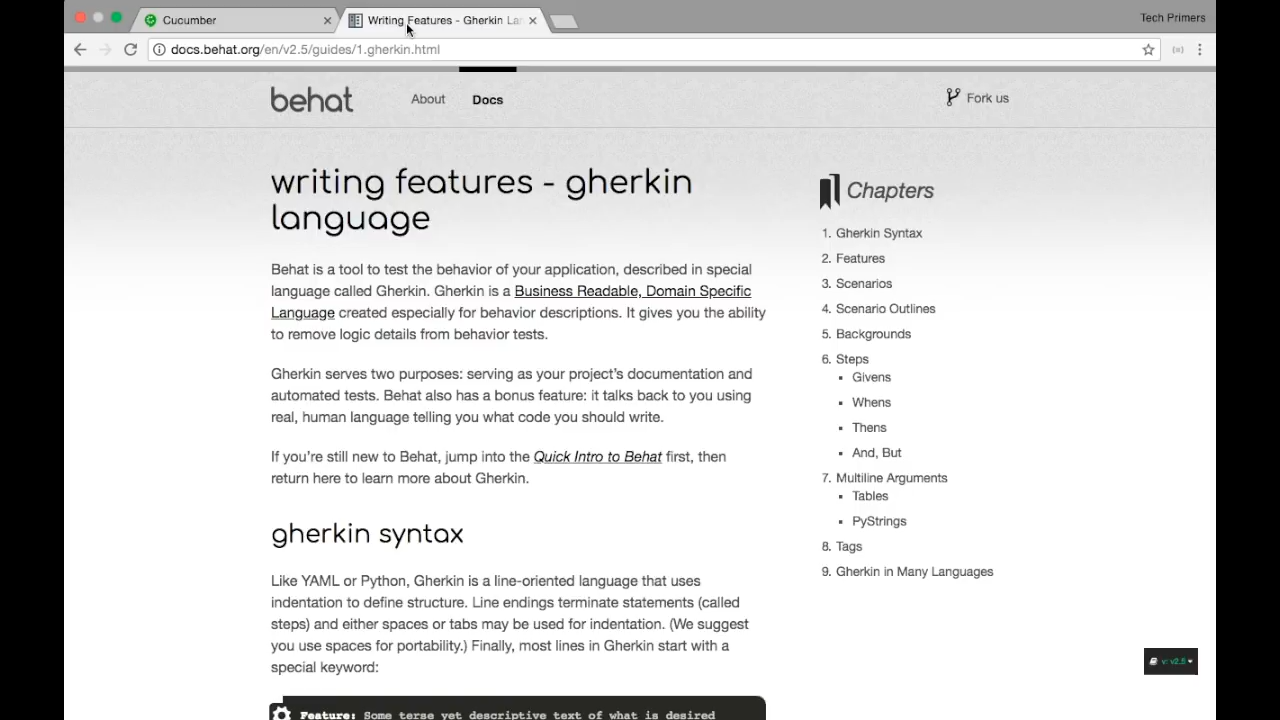 Cucumber
Writing Features - Gherkin Lan
Tech Primers
docs.behat.org/en/v2.5/guides/1.gherkin.html
behat
About
Docs
Fork us
writing features - gherkin
language
Behat is a tool to test the behavior of your application, described in special
language called Gherkin. Gherkin is a Business Readable, Domain Specific
Language created especially for behavior descriptions. It gives you the ability
to remove logic details from behavior tests.
Gherkin serves two purposes: serving as your project's documentation and
automated tests. Behat also has a bonus feature: it talks back to you using
real, human language telling you what code you should write.
If you're still new to Behat, jump into the Quick Intro to Behat first, then
return here to learn more about Gherkin.
gherkin syntax
Like YAML or Python, Gherkin is a line-oriented language that uses
indentation to define structure. Line endings terminate statements (called
steps) and either spaces or tabs may be used for indentation. (We suggest
you use spaces for portability.) Finally, most lines in Gherkin start with a
special keyword:
Feature: Some terse yet descriptive text of what is desired
Chapters
1. Gherkin Syntax
2. Features
3. Scenarios
4. Scenario Outlines
5. Backgrounds
6. Steps
Givens
Whens
Thens
And, But
7. Multiline Arguments
Tables
PyStrings
8. Tags
9. Gherkin in Many Languages
v: v2.5